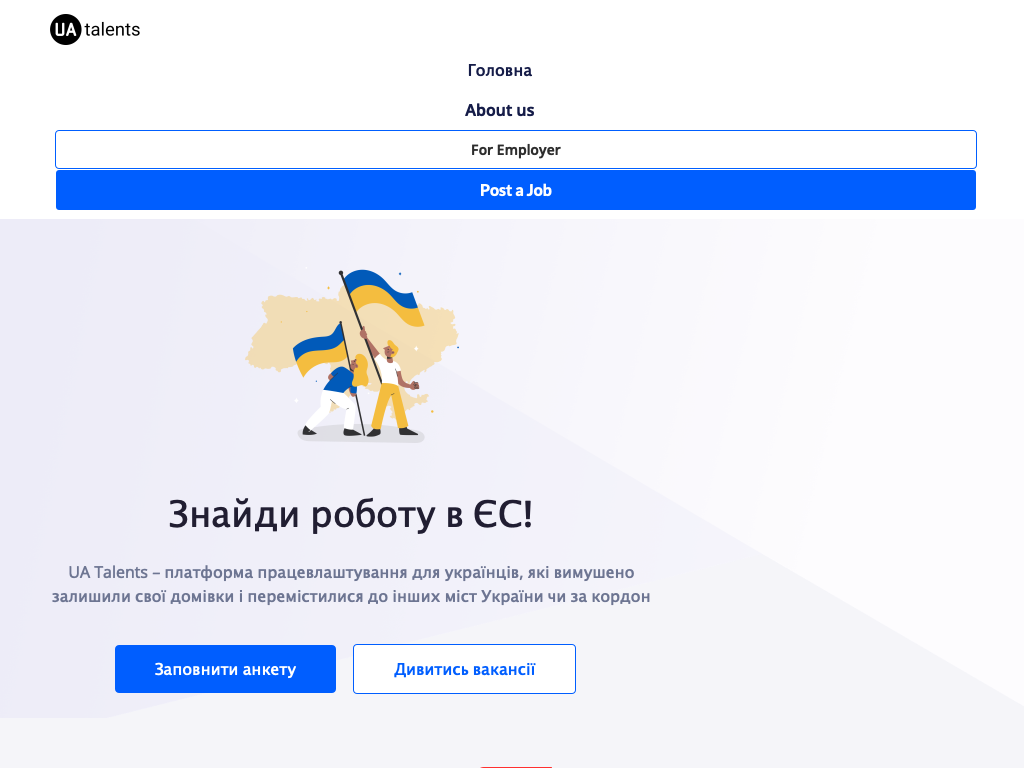 UA talents
Головна
About us
For Employer
Post a Job
Знайди роботу в ЄС!
UA Talents – платформа працевлаштування для українців, які вимушено
залишили свої домівки і перемістилися до інших міст України чи за кордон
Заповнити анкету
Дивитись вакансії